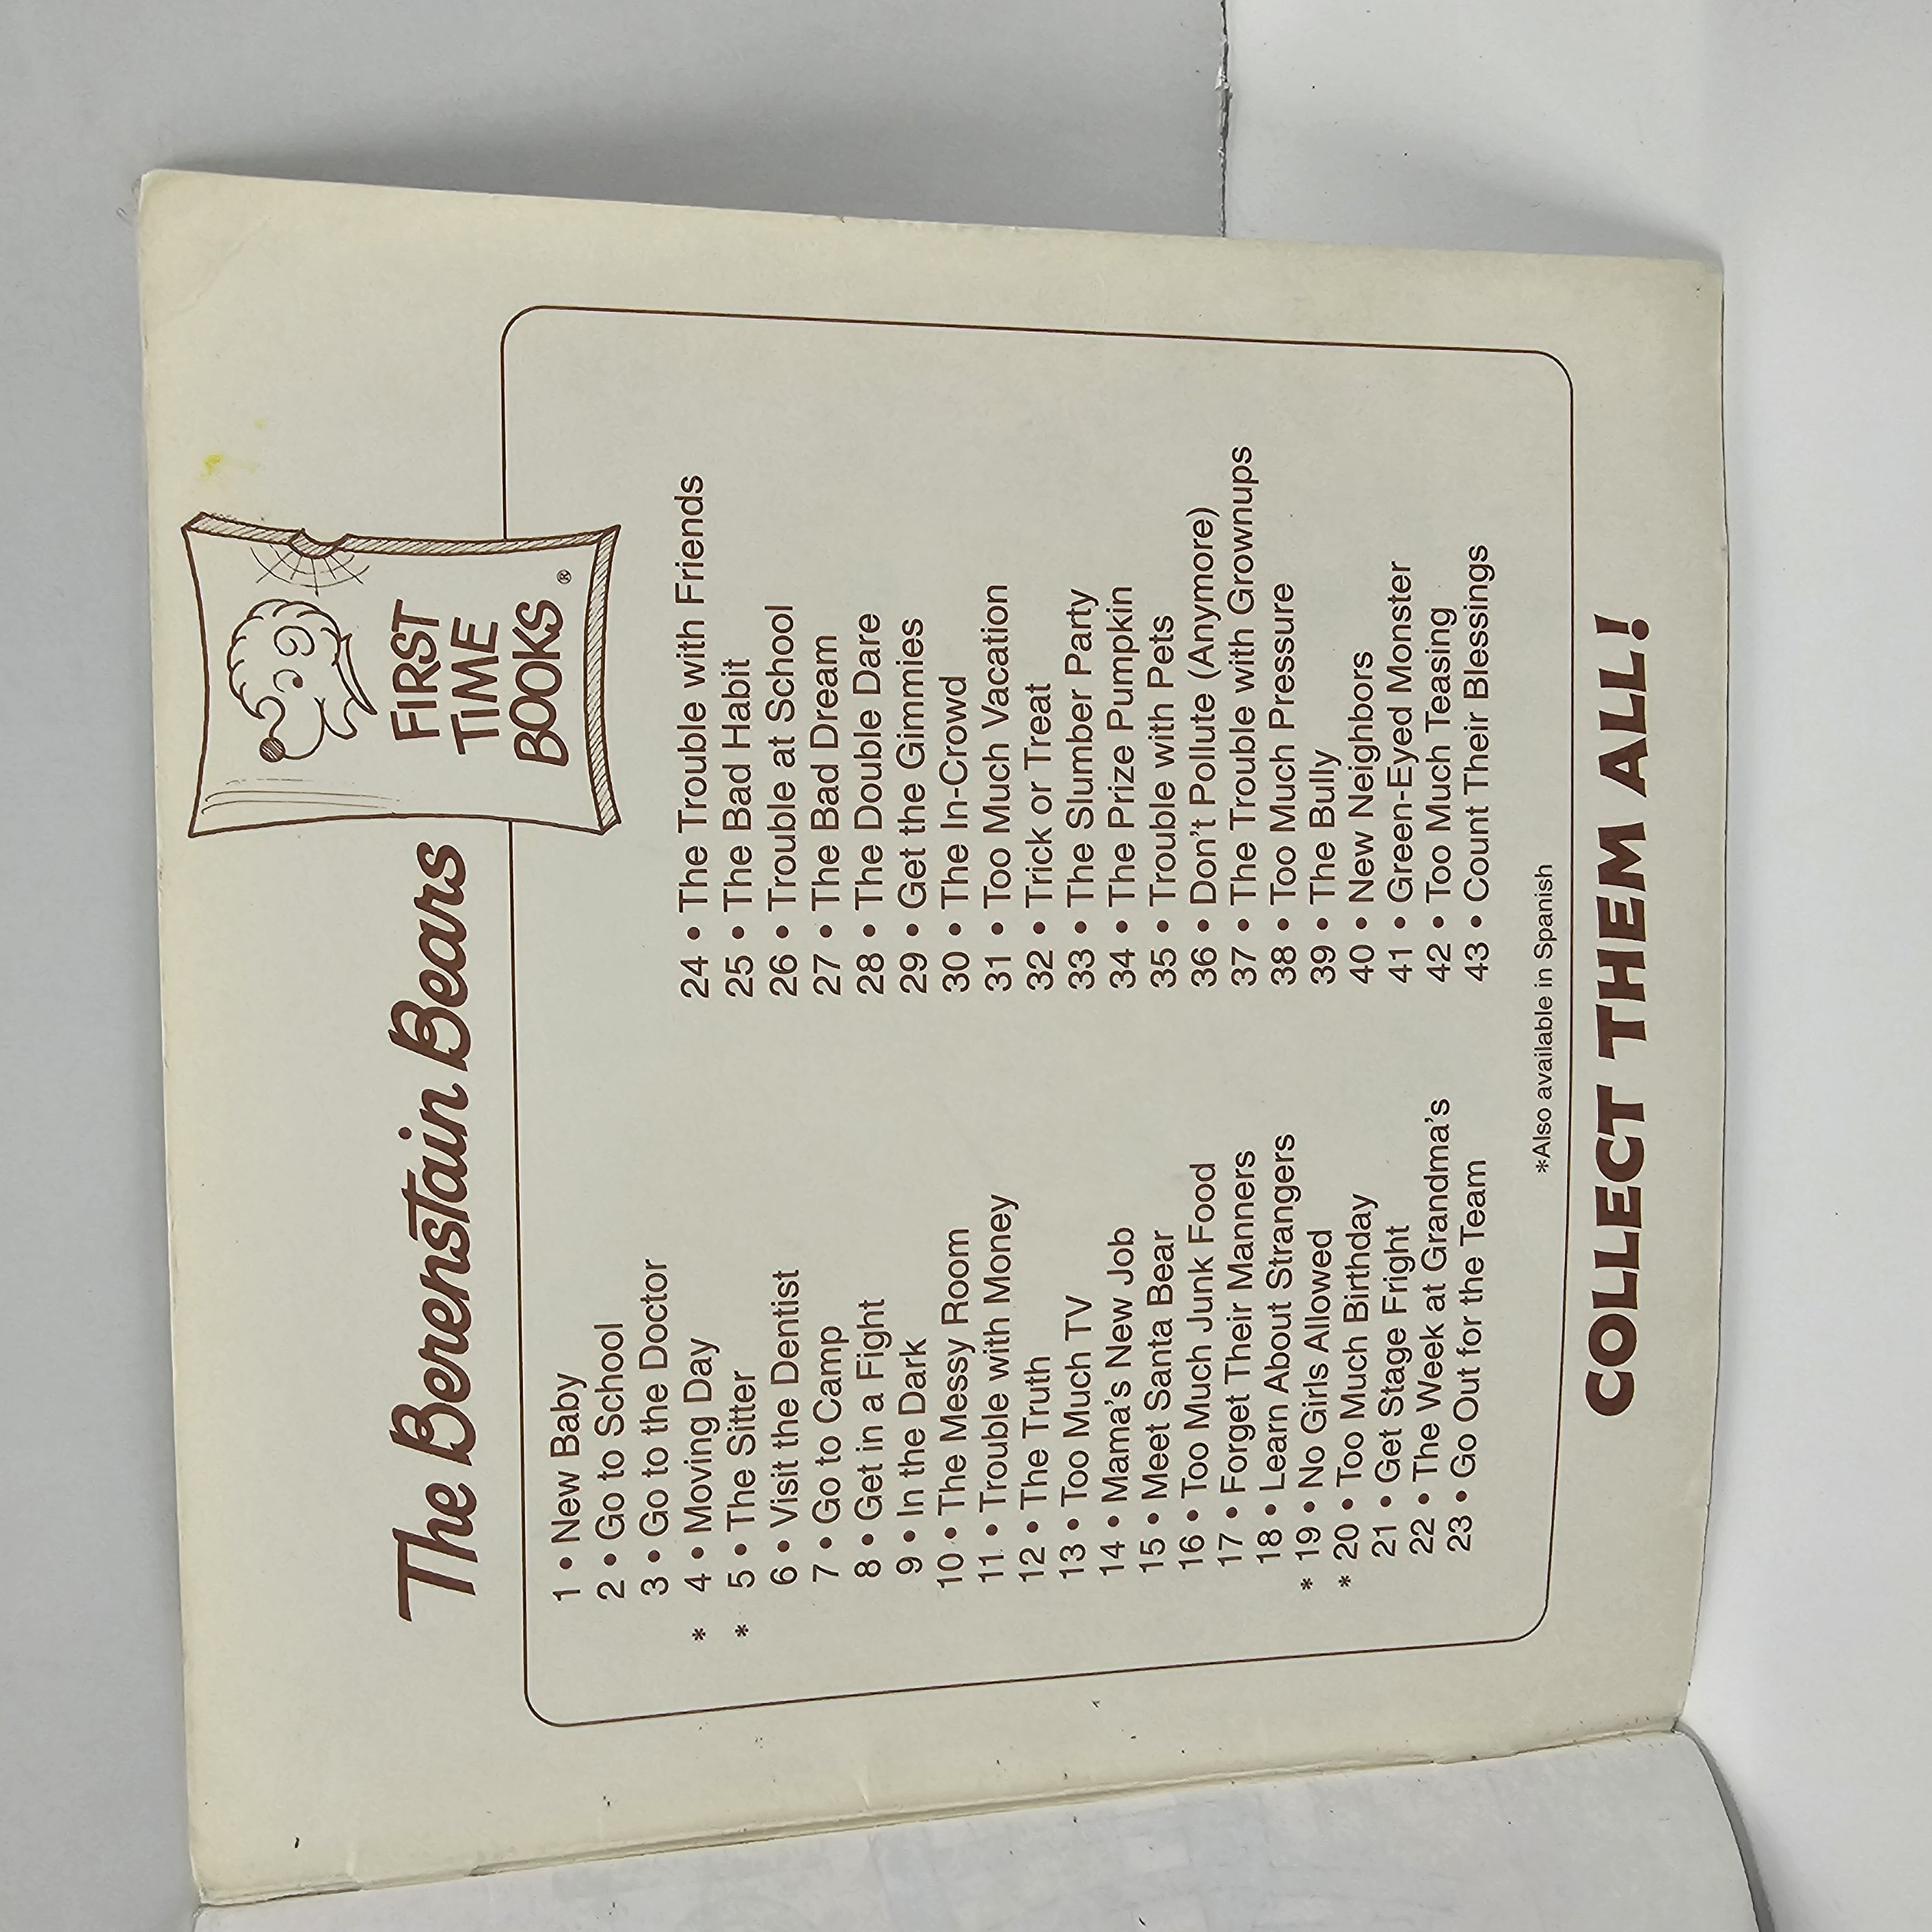 The Berenstain Bears
FIRST
TIME
BOOKS®
1 • New Baby
2 • Go to School
3 • Go to the Doctor
* 4 • Moving Day
* 5 • The Sitter
6 • Visit the Dentist
7 • Go to Camp
8 • Get in a Fight
9 • In the Dark
10 • The Messy Room
11 • Trouble with Money
12 • The Truth
13 • Too Much TV
14 • Mama's New Job
15 • Meet Santa Bear
16 • Too Much Junk Food
17 • Forget Their Manners
18 • Learn About Strangers
* 19 • No Girls Allowed
* 20 • Too Much Birthday
21 • Get Stage Fright
22 • The Week at Grandma's
23 • Go Out for the Team
24 • The Trouble with Friends
25 • The Bad Habit
26 • Trouble at School
27 • The Bad Dream
28 • The Double Dare
29 • Get the Gimmies
30 • The In-Crowd
31 • Too Much Vacation
32 • Trick or Treat
33 • The Slumber Party
34 • The Prize Pumpkin
35 • Trouble with Pets
36 • Don't Pollute (Anymore)
37 • The Trouble with Grownups
38 • Too Much Pressure
39 • The Bully
40 • New Neighbors
41 • Green-Eyed Monster
42 • Too Much Teasing
43 • Count Their Blessings
*Also available in Spanish
COLLECT THEM ALL!